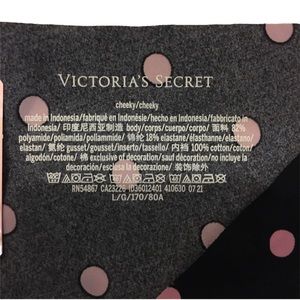 VICTORIA'S SECRET
cheeky/cheeky
made in Indonesia/fabriqué en Indonésie/hecho en Indonesia/fabbricato in
Indonesia/ 印度尼西亚制造 body/corps/cuerpo/corpo/ 面料 82%
polyamide/poliamida/poliammide/ 锦纶 18% elastane/élasthanne/elastano/
elastan/ 氨纶 gusset/gousset/inserto/tassello/ 内裆 100% cotton/coton/
algodón/cotone/ 棉 exclusive of decoration/sauf décoration/no incluye la
decoración/esclusa la decorazione/ 装饰除外
RN54867 CA23226 ID36012401 410630 07 21
L/G/170/80A